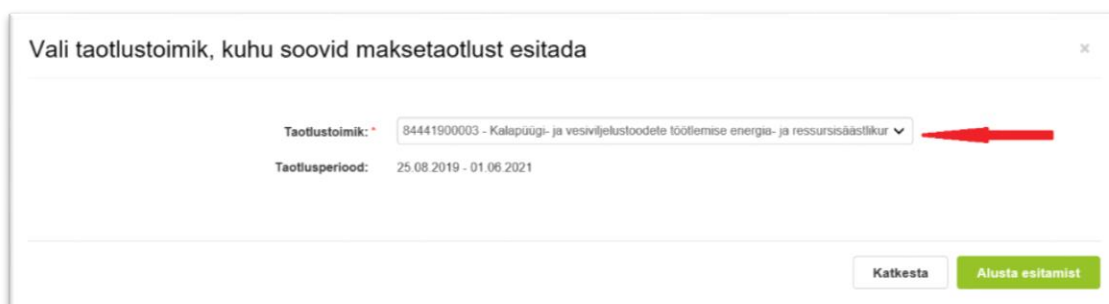 Vali taotlustoimik, kuhu soovid maksetaotlust esitada
×
Taotlustoimik: * 84441900003 - Kalapüügi- ja vesiviljelustoodete töötlemise energia- ja ressursisäästlikur
Taotlusperiood: 25.08.2019 - 01.06.2021
Katkesta Alusta esitamist